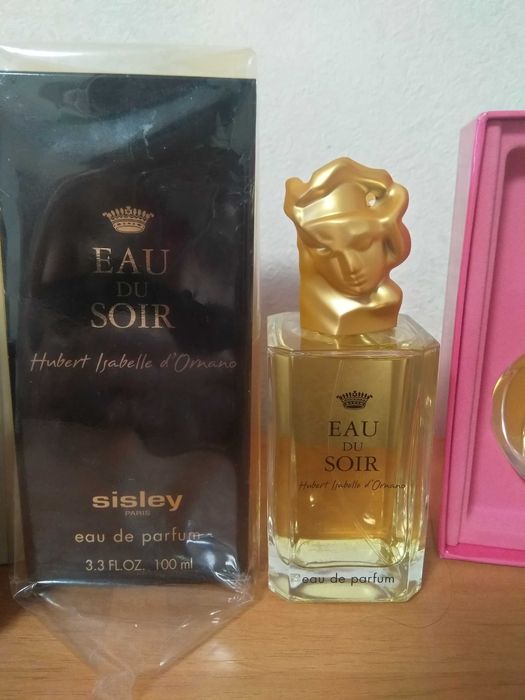 EAU
DU
SOIR
Hubert Isabelle d'Ornano
sisley
PARIS
eau de parfum
3.3 FL.OZ. 100 ml
EAU
DU
SOIR
Hubert Isabelle d'Ornano
eau de parfum